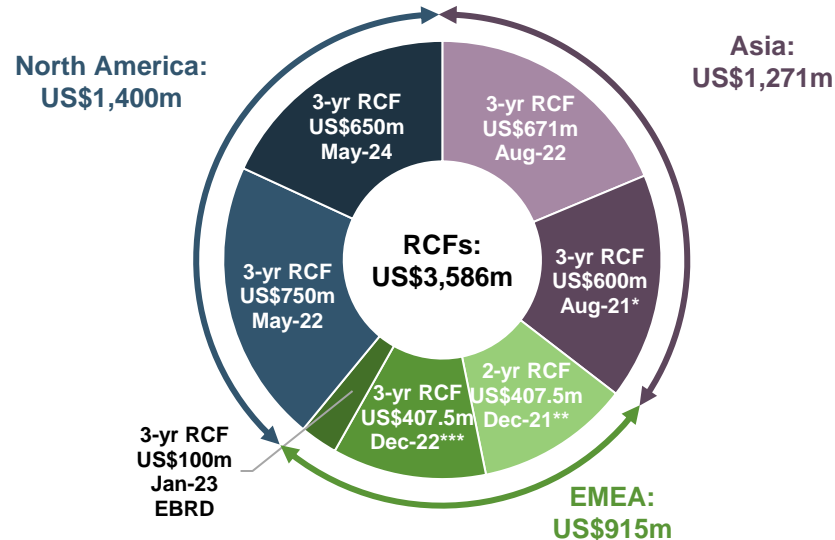 North America:
US$1,400m
Asia:
US$1,271m
3-yr RCF
US$650m
May-24
3-yr RCF
US$671m
Aug-22
RCFs:
US$3,586m
3-yr RCF
US$750m
May-22
3-yr RCF
US$600m
Aug-21*
3-yr RCF
US$407.5m
Dec-22***
2-yr RCF
US$407.5m
Dec-21**
3-yr RCF
US$100m
Jan-23
EBRD
EMEA:
US$915m